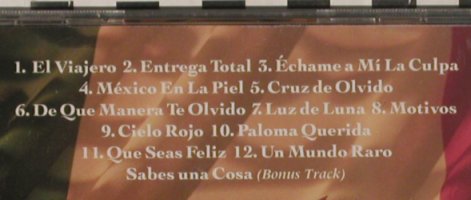 1. El Viajero 2. Entrega Total 3. Échame a Mí La Culpa
4. México En La Piel 5. Cruz de Olvido
6. De Que Manera Te Olvido 7. Luz de Luna 8. Motivos
9. Cielo Rojo 10. Paloma Querida
11. Que Seas Feliz 12. Un Mundo Raro
Sabes una Cosa (Bonus Track)